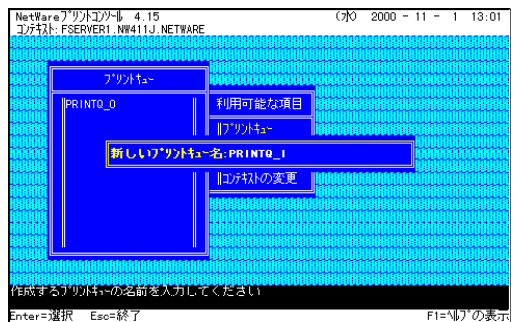 NetWareﾌﾟﾘﾝﾄｺﾝｿｰﾙ 4.15 (水) 2000 - 11 - 1 13:01
ｺﾝﾃｷｽﾄ: FSERVER1.NW411J.NETWARE
ﾌﾟﾘﾝﾄｷｭｰ
PRINTQ_0
利用可能な項目
ﾌﾟﾘﾝﾄｷｭｰ
新しいﾌﾟﾘﾝﾄｷｭｰ名:PRINTQ_1
ｺﾝﾃｷｽﾄの変更
作成するﾌﾟﾘﾝﾄｷｭｰの名前を入力してください
Enter=選択 Esc=終了 F1=ﾍﾙﾌﾟの表示